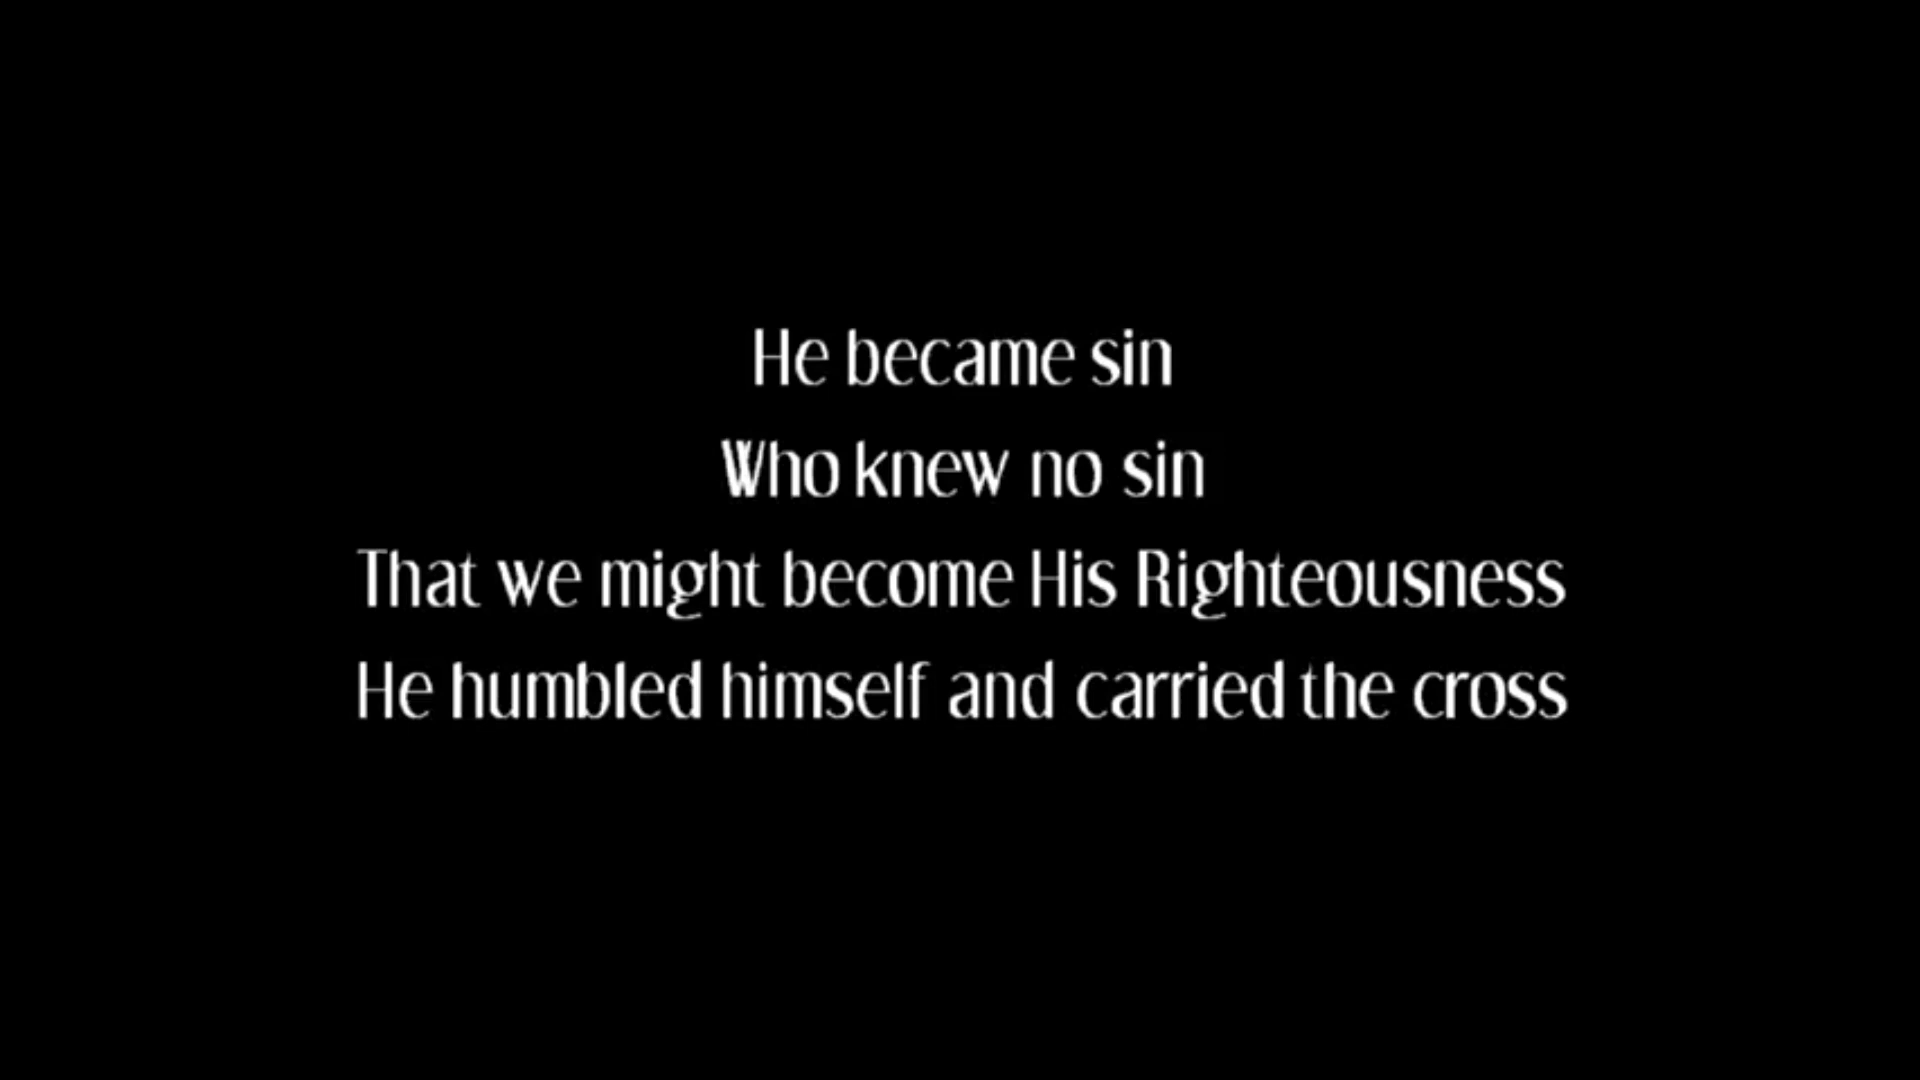 He became sin
Who knew no sin
That we might become His Righteousness
He humbled himself and carried the cross